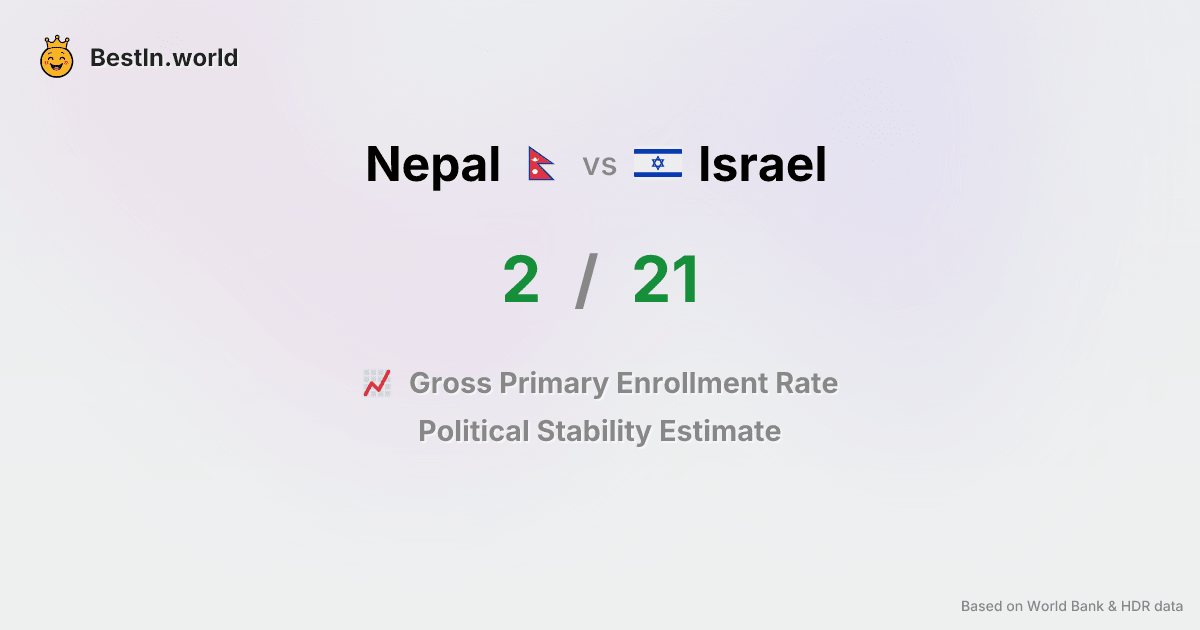 BestIn.world
Nepal vs Israel
2 / 21
Gross Primary Enrollment Rate
Political Stability Estimate
Based on World Bank & HDR data